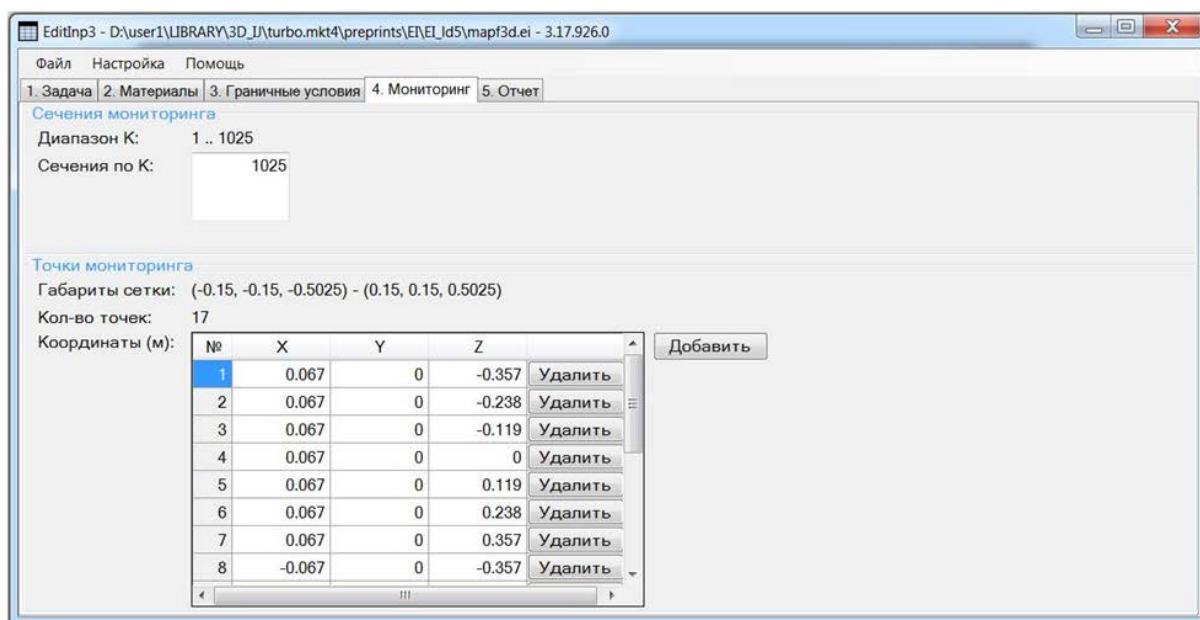 EditInp3 - D:\user1\LIBRARY\3D_IJ\turbo.mkt4\preprints\EI\EI_ld5\mapf3d.ei - 3.17.926.0
Файл Настройка Помощь
1. Задача 2. Материалы 3. Граничные условия 4. Мониторинг 5. Отчет
Сечения мониторинга
Диапазон K: 1 .. 1025
Сечения по K: 1025
Точки мониторинга
Габариты сетки: (-0.15, -0.15, -0.5025) - (0.15, 0.15, 0.5025)
Кол-во точек: 17
Координаты (м): № X Y Z Добавить
1 0.067 0 -0.357 Удалить
2 0.067 0 -0.238 Удалить
3 0.067 0 -0.119 Удалить
4 0.067 0 0 Удалить
5 0.067 0 0.119 Удалить
6 0.067 0 0.238 Удалить
7 0.067 0 0.357 Удалить
8 -0.067 0 -0.357 Удалить